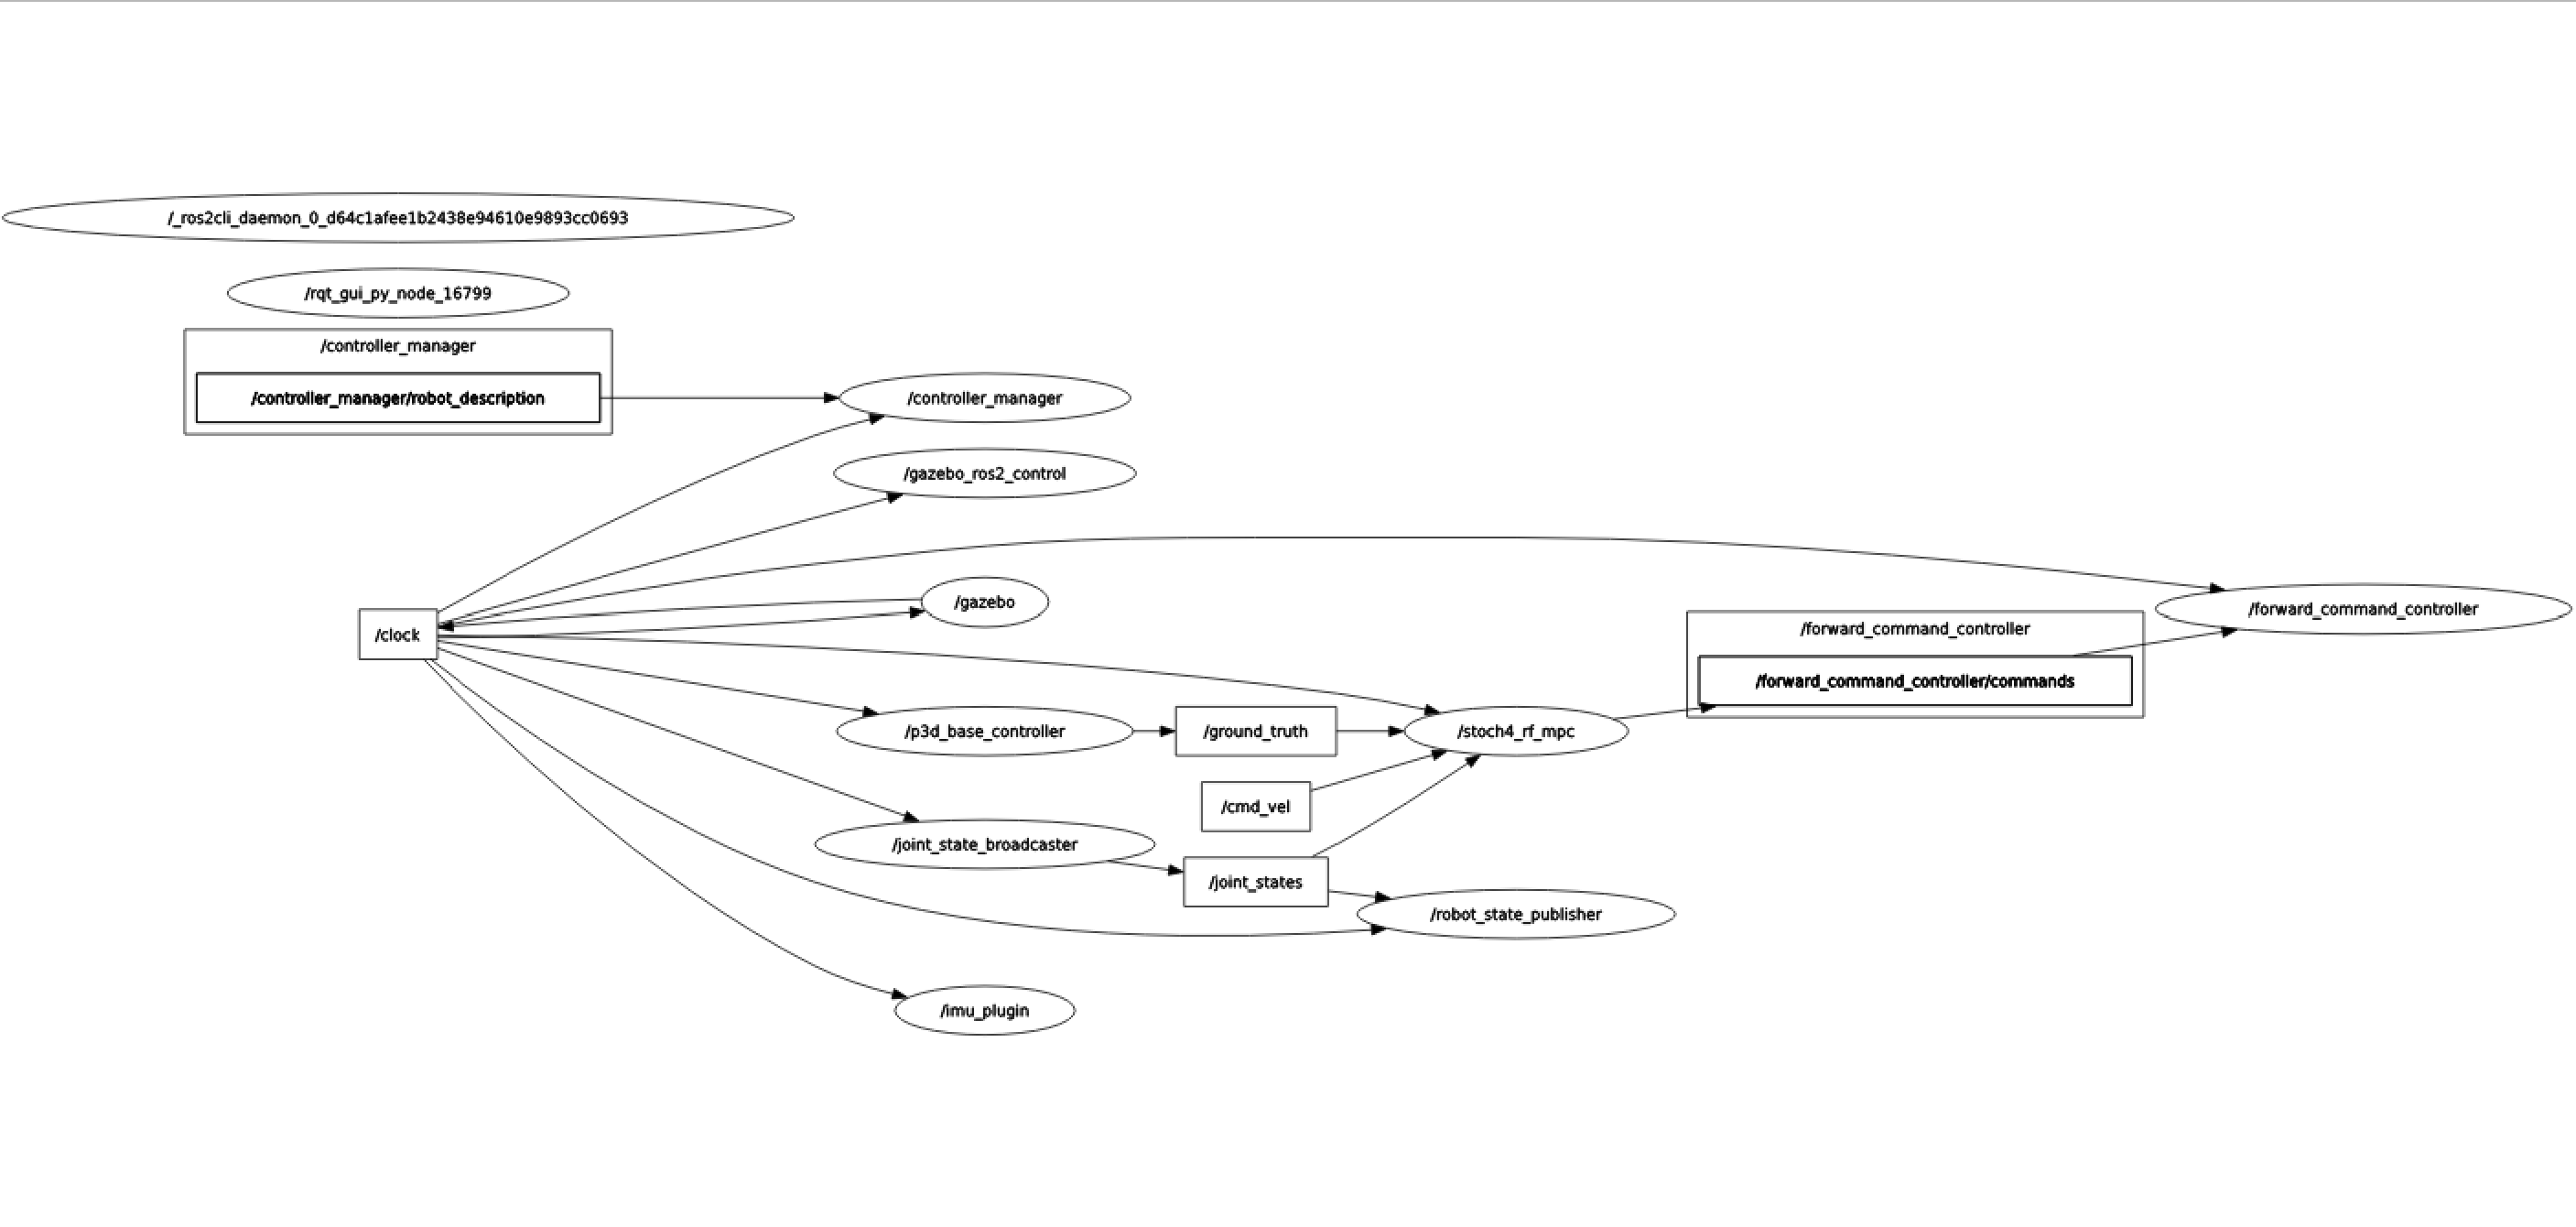 /_ros2cli_daemon_0_d64c1afee1b2438e94610e9893cc0693
/rqt_gui_py_node_16799
/controller_manager
/controller_manager/robot_description
/controller_manager
/gazebo_ros2_control
/gazebo
/forward_command_controller
/clock
/forward_command_controller
/forward_command_controller/commands
/p3d_base_controller
/ground_truth
/stoch4_rf_mpc
/cmd_vel
/joint_state_broadcaster
/joint_states
/robot_state_publisher
/imu_plugin